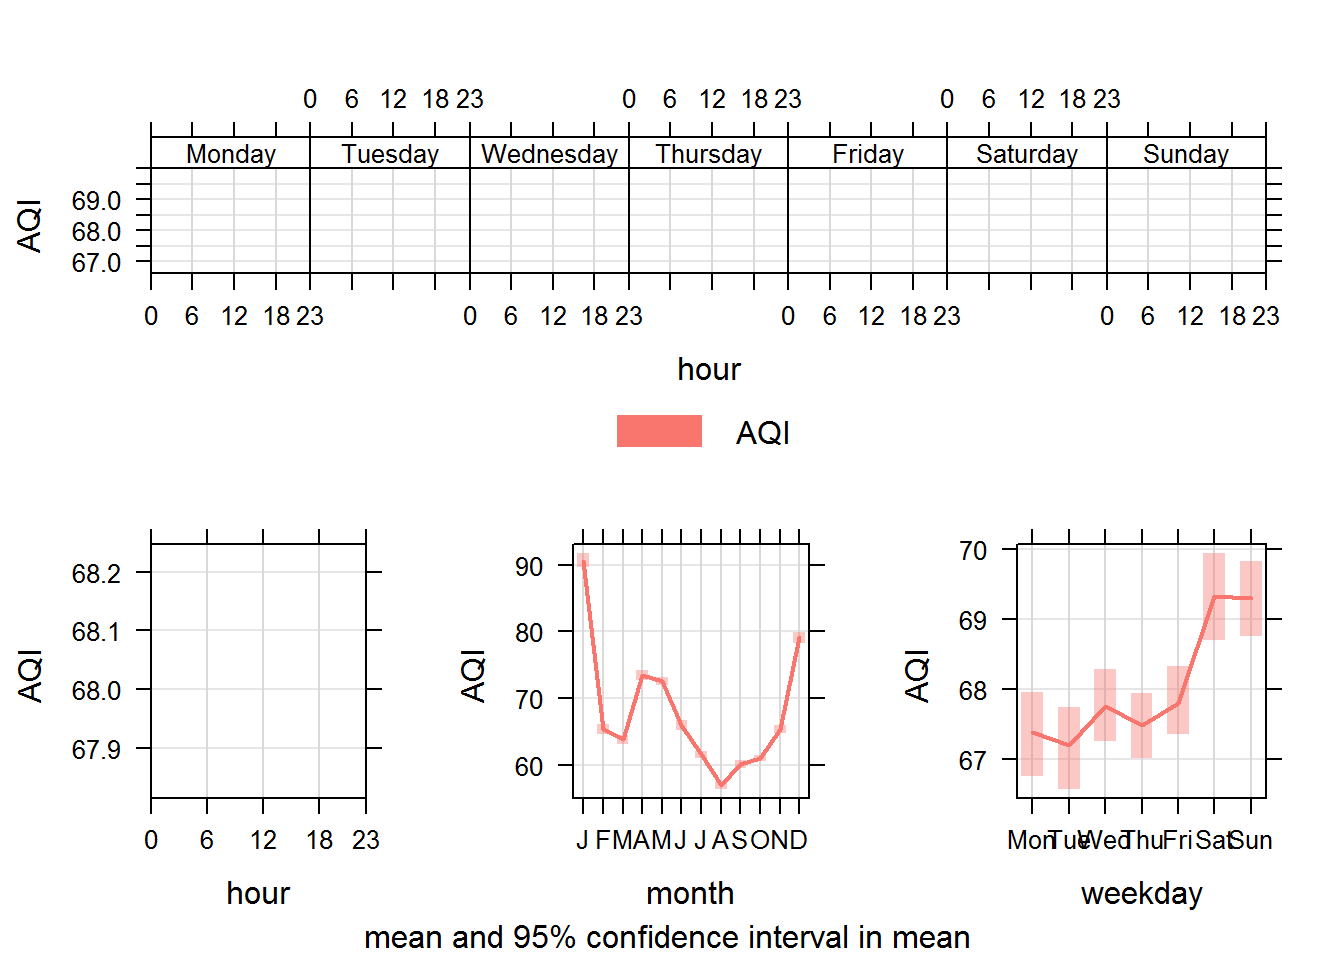 0 6 12 18 23 0 6 12 18 23 0 6 12 18 23
Monday Tuesday Wednesday Thursday Friday Saturday Sunday
AQI
69.0
68.0
67.0
0 6 12 18 23 0 6 12 18 23 0 6 12 18 23 0 6 12 18 23
hour
AQI
AQI
68.2
68.1
68.0
67.9
0 6 12 18 23
hour
AQI
90
80
70
60
J F M A M J J A S O N D
month
AQI
70
69
68
67
Mon Tue Wed Thu Fri Sat Sun
weekday
mean and 95% confidence interval in mean